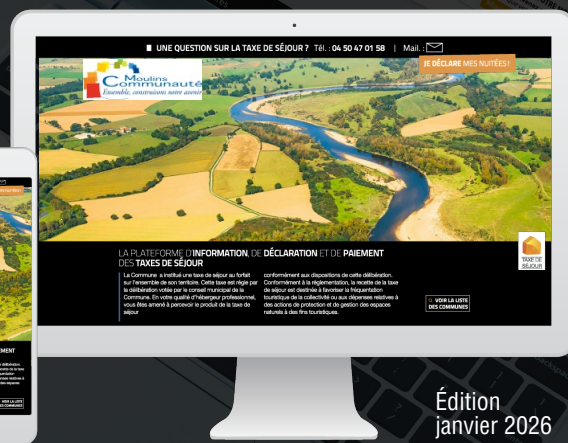 UNE QUESTION SUR LA TAXE DE SÉJOUR ? Tél. : 04 50 47 01 58 | Mail. :
JE DÉCLARE MES NUITÉES !
Moulins
Communauté
Ensemble, construisons notre avenir
LA PLATEFORME D'INFORMATION, DE DÉCLARATION ET DE PAIEMENT
DES TAXES DE SÉJOUR
La Commune a institué une taxe de séjour au forfait
sur l'ensemble de son territoire. Cette taxe est régie par
la délibération votée par le conseil municipal de la
Commune. En votre qualité d'hébergeur professionnel,
vous êtes amené à percevoir le produit de la taxe de
séjour
conformément aux dispositions de cette délibération.
Conformément à la réglementation, la recette de la taxe
de séjour est destinée à favoriser la fréquentation
touristique de la collectivité ou aux dépenses relatives à
des actions de protection et de gestion des espaces
naturels à des fins touristiques.
TAXE DE
SÉJOUR
VOIR LA LISTE
DES COMMUNES
VOIR LA LISTE
DES COMMUNES
Édition
janvier 2026